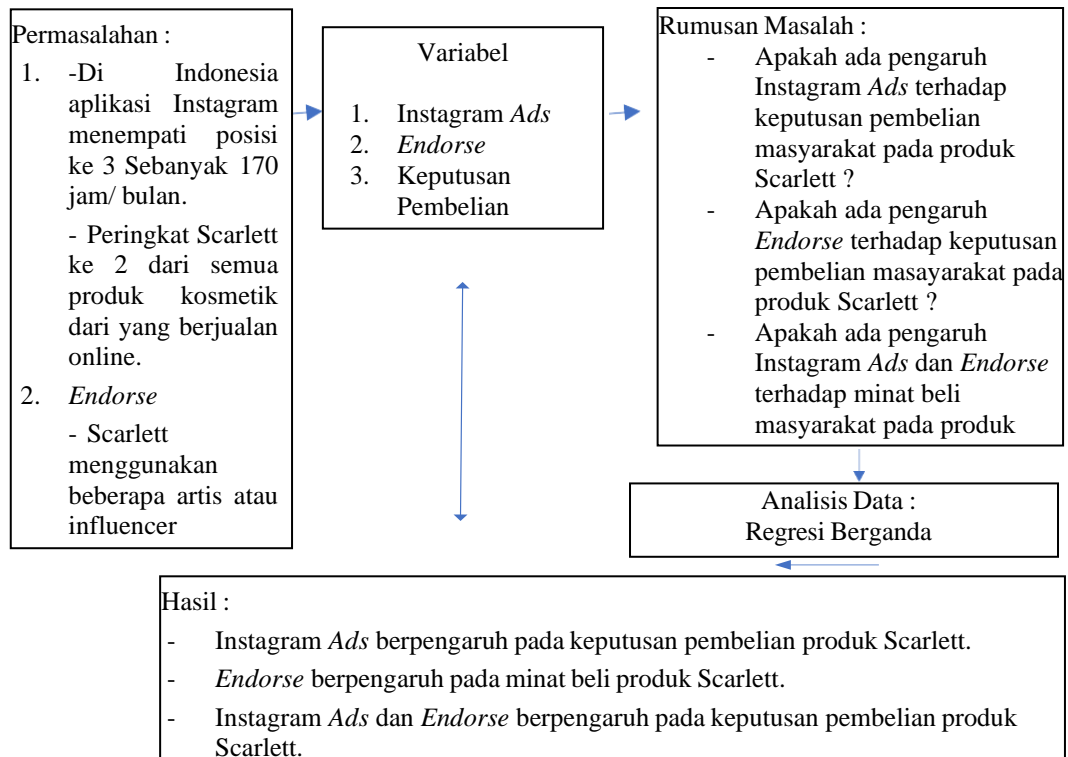 Permasalahan :
1. -Di Indonesia
aplikasi Instagram
menempati posisi
ke 3 Sebanyak 170
jam/ bulan.
- Peringkat Scarlett
ke 2 dari semua
produk kosmetik
dari yang berjualan
online.
2. Endorse
- Scarlett
menggunakan
beberapa artis atau
influencer
Variabel
1. Instagram Ads
2. Endorse
3. Keputusan
Pembelian
Rumusan Masalah :
- Apakah ada pengaruh
Instagram Ads terhadap
keputusan pembelian
masyarakat pada produk
Scarlett ?
- Apakah ada pengaruh
Endorse terhadap keputusan
pembelian masayarakat pada
produk Scarlett ?
- Apakah ada pengaruh
Instagram Ads dan Endorse
terhadap minat beli
masyarakat pada produk
Analisis Data :
Regresi Berganda
Hasil :
- Instagram Ads berpengaruh pada keputusan pembelian produk Scarlett.
- Endorse berpengaruh pada minat beli produk Scarlett.
- Instagram Ads dan Endorse berpengaruh pada keputusan pembelian produk
Scarlett.